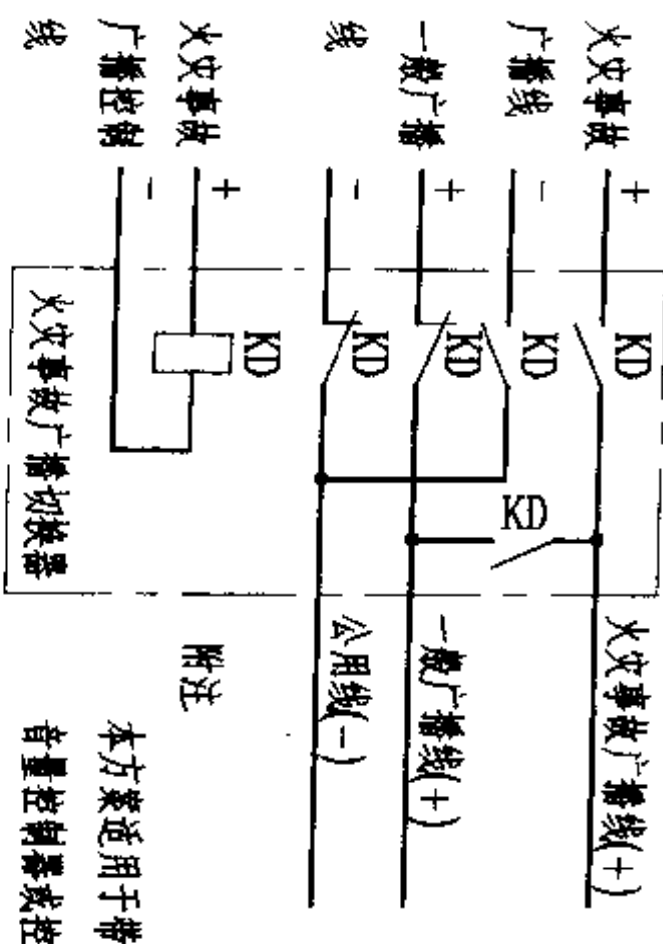 火灾事故
广播线
+
-
KD
KD
火灾事故广播线(+)
KD
一般广播
线
+
-
KD
KD
一般广播线(+)
公用线(-)
火灾事故
广播控制
线
+
-
KD
火灾事故广播切换器
附注
本方案适用于带
音量控制器或控